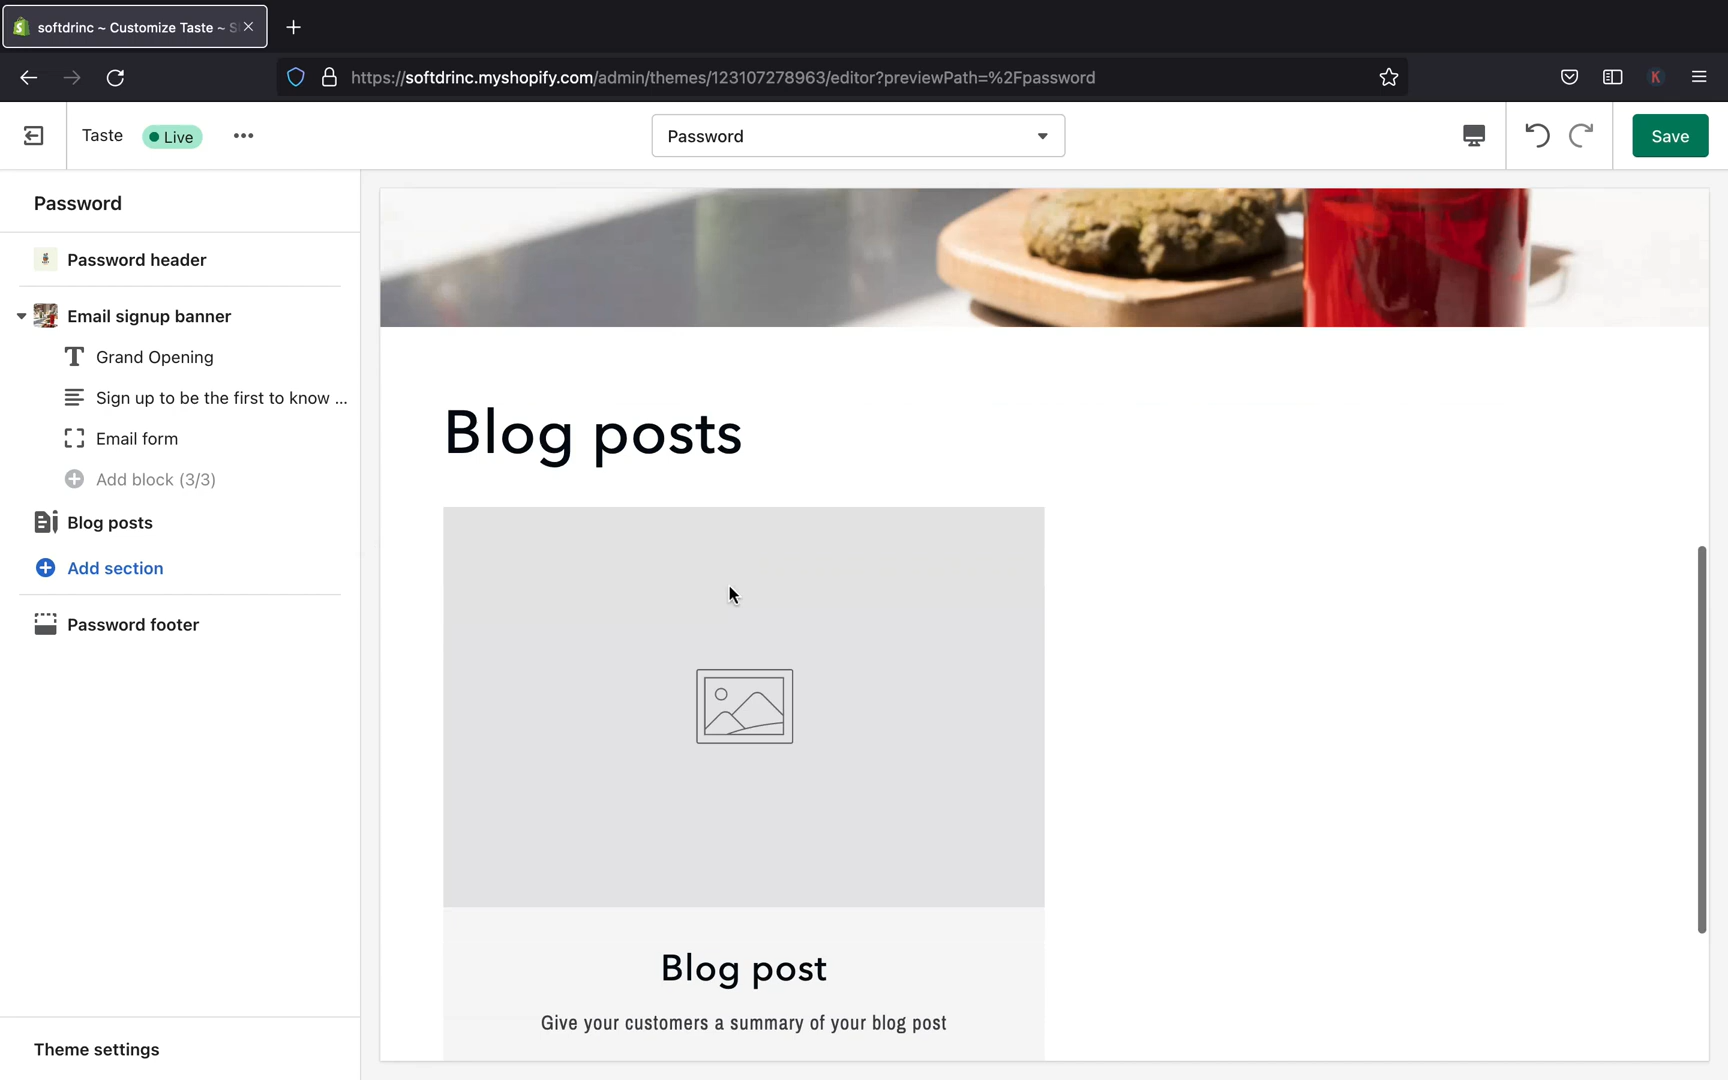 softdrinc ~ Customize Taste ~ S
https://softdrinc.myshopify.com/admin/themes/123107278963/editor?previewPath=%2Fpassword
K
Taste
Live
Password
Save
Password
Password header
Email signup banner
Grand Opening
Sign up to be the first to know ...
Email form
Add block (3/3)
Blog posts
Add section
Password footer
Theme settings
Blog posts
Blog post
Give your customers a summary of your blog post